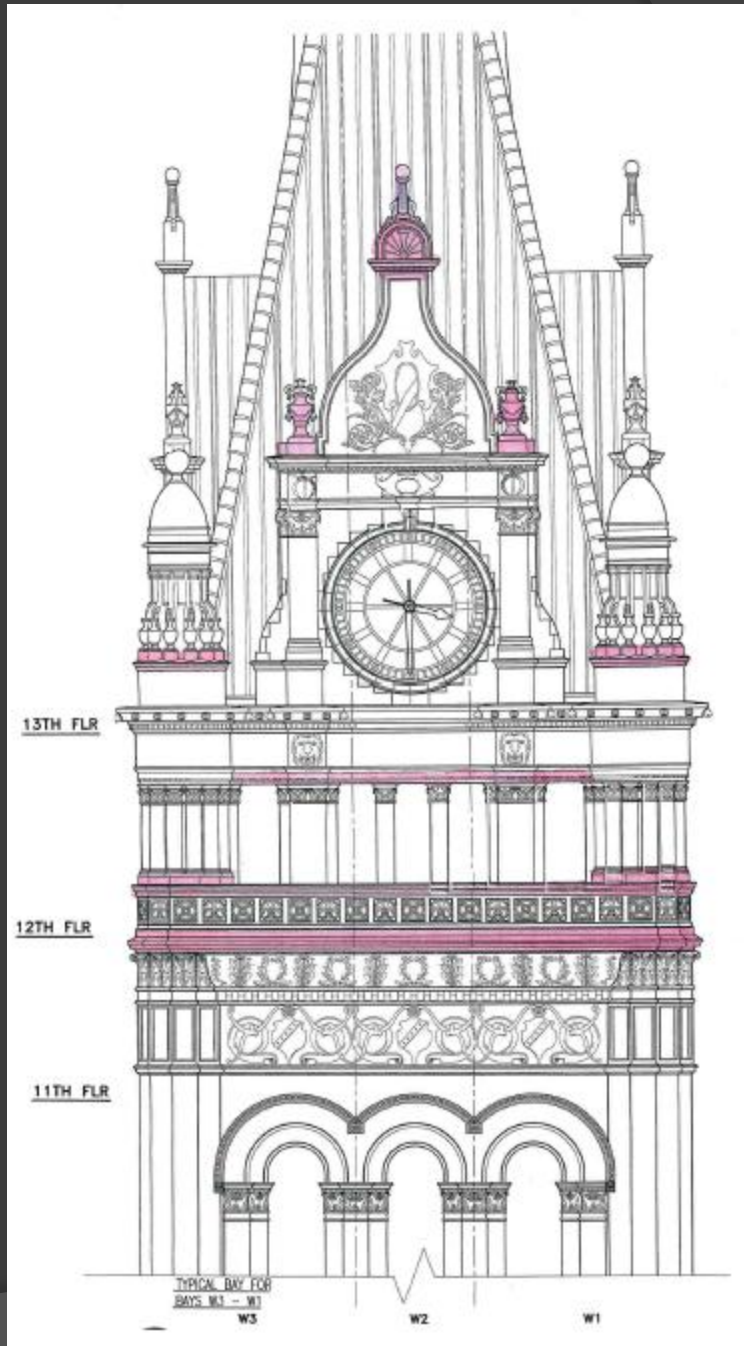 13TH FLR
12TH FLR
11TH FLR
TYPICAL BAY FOR
BAYS W3 - W1
W3
W2
W1